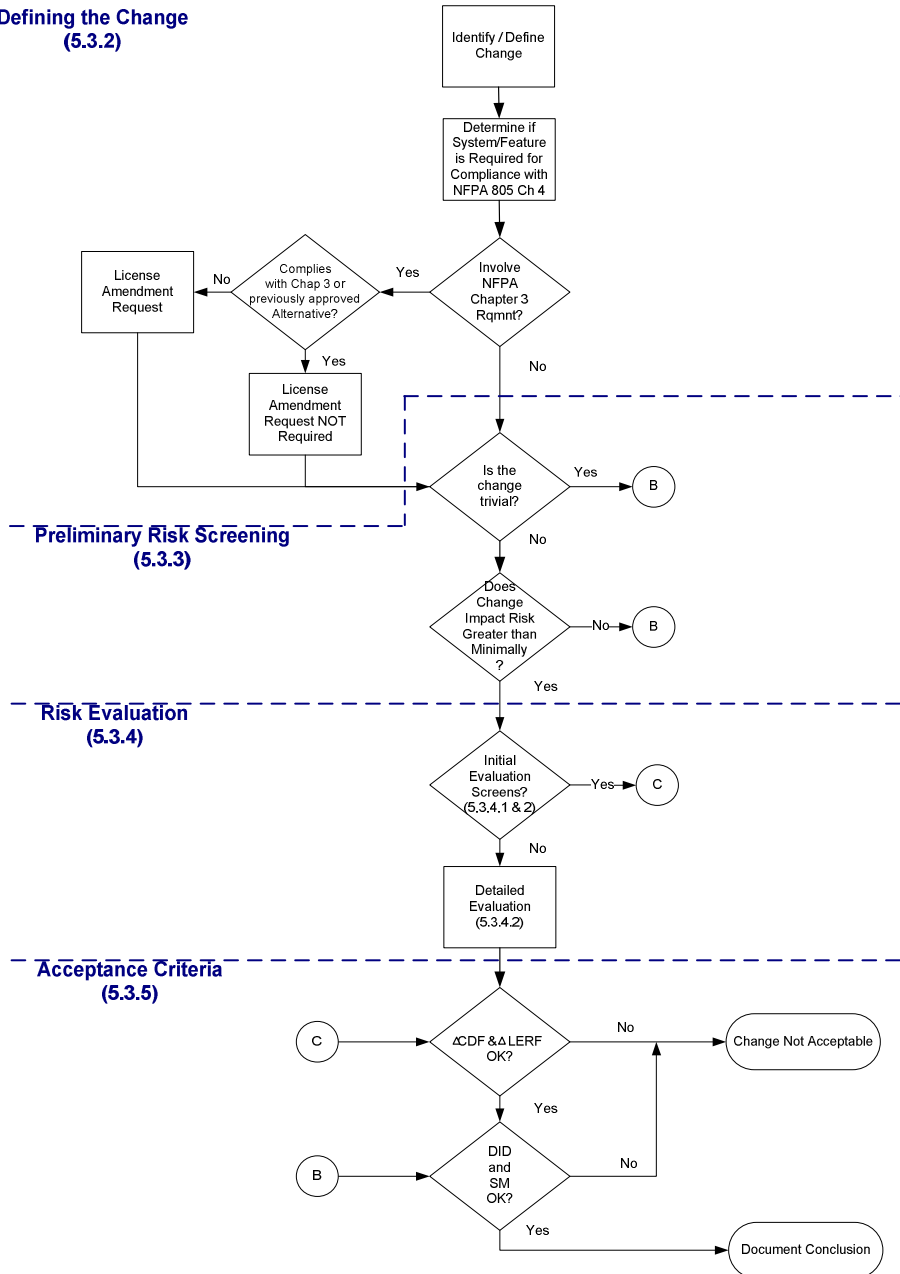 Defining the Change
(5.3.2)
Identify / Define
Change
Determine if
System/Feature
is Required for
Compliance with
NFPA 805 Ch 4
Involve
NFPA
Chapter 3
Rqmnt?
Yes
No
Complies
with Chap 3 or
previously approved
Alternative?
No
Yes
License
Amendment
Request
License
Amendment
Request NOT
Required
Is the
change
trivial?
Yes
B
No
Preliminary Risk Screening
(5.3.3)
Does
Change
Impact Risk
Greater than
Minimally
?
No
B
Yes
Risk Evaluation
(5.3.4)
Initial
Evaluation
Screens?
(5.3.4.1 & 2)
Yes
C
No
Detailed
Evaluation
(5.3.4.2)
Acceptance Criteria
(5.3.5)
C
ΔCDF & Δ LERF
OK?
No
Change Not Acceptable
Yes
B
DID
and
SM
OK?
No
Yes
Document Conclusion